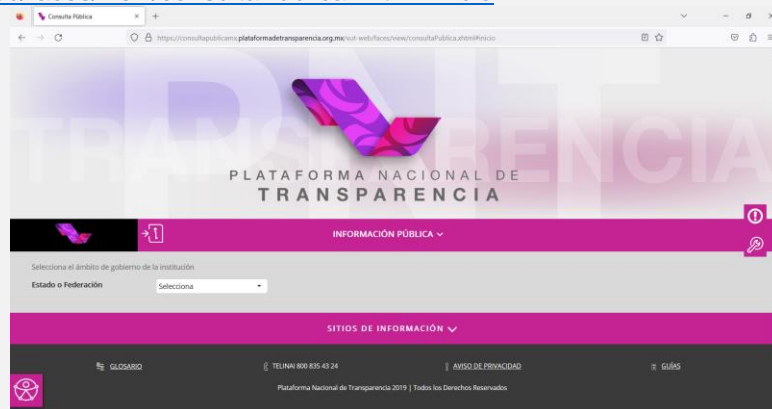 Consulta Pública
https://consultapublicamx.plataformadetransparencia.org.mx/vut-web/faces/view/consultaPublica.xhtml#inicio
PNT
TRANSPARENCIA
PLATAFORMA NACIONAL DE
TRANSPARENCIA
INFORMACIÓN PÚBLICA
Selecciona el ámbito de gobierno de la institución
Estado o Federación
Selecciona
SITIOS DE INFORMACIÓN
GLOSARIO
TELINAI 800 835 43 24
AVISO DE PRIVACIDAD
GUÍAS
Plataforma Nacional de Transparencia 2019 | Todos los Derechos Reservados